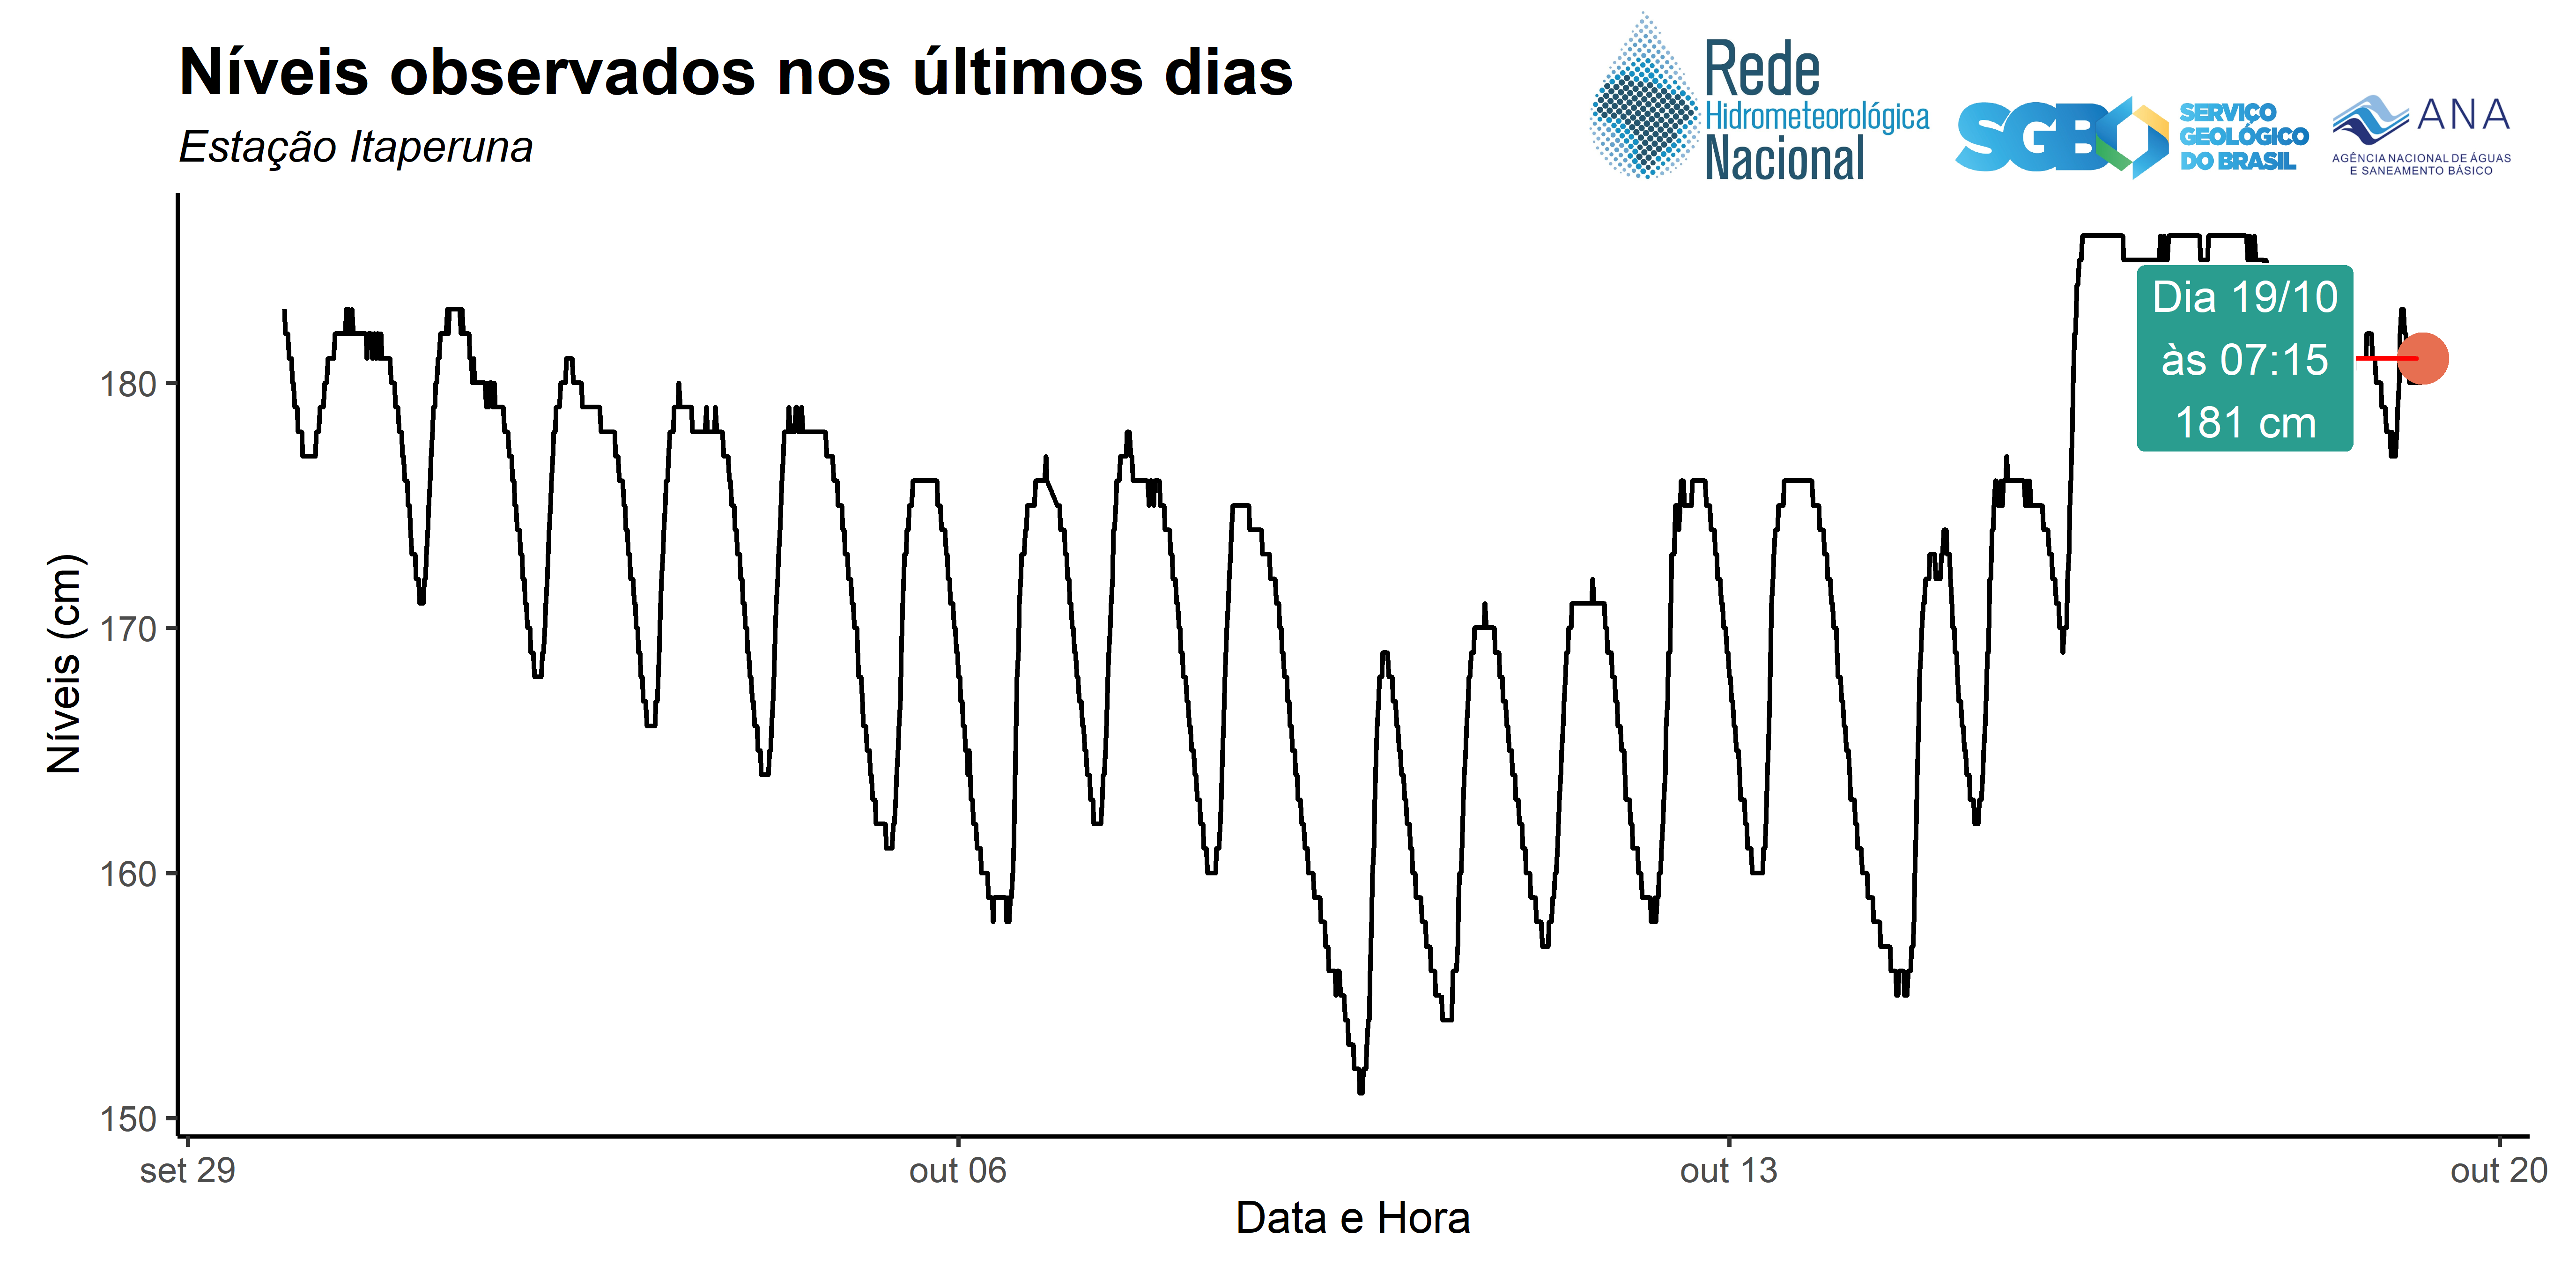 Níveis observados nos últimos dias
Estação Itaperuna
Rede
Hidrometeorológica
Nacional
SGB
SERVIÇO
GEOLÓGICO
DO BRASIL
ANA
AGÊNCIA NACIONAL DE ÁGUAS
E SANEAMENTO BÁSICO
Níveis (cm)
180
170
160
150
Dia 19/10
às 07:15
181 cm
set 29
out 06
out 13
out 20
Data e Hora